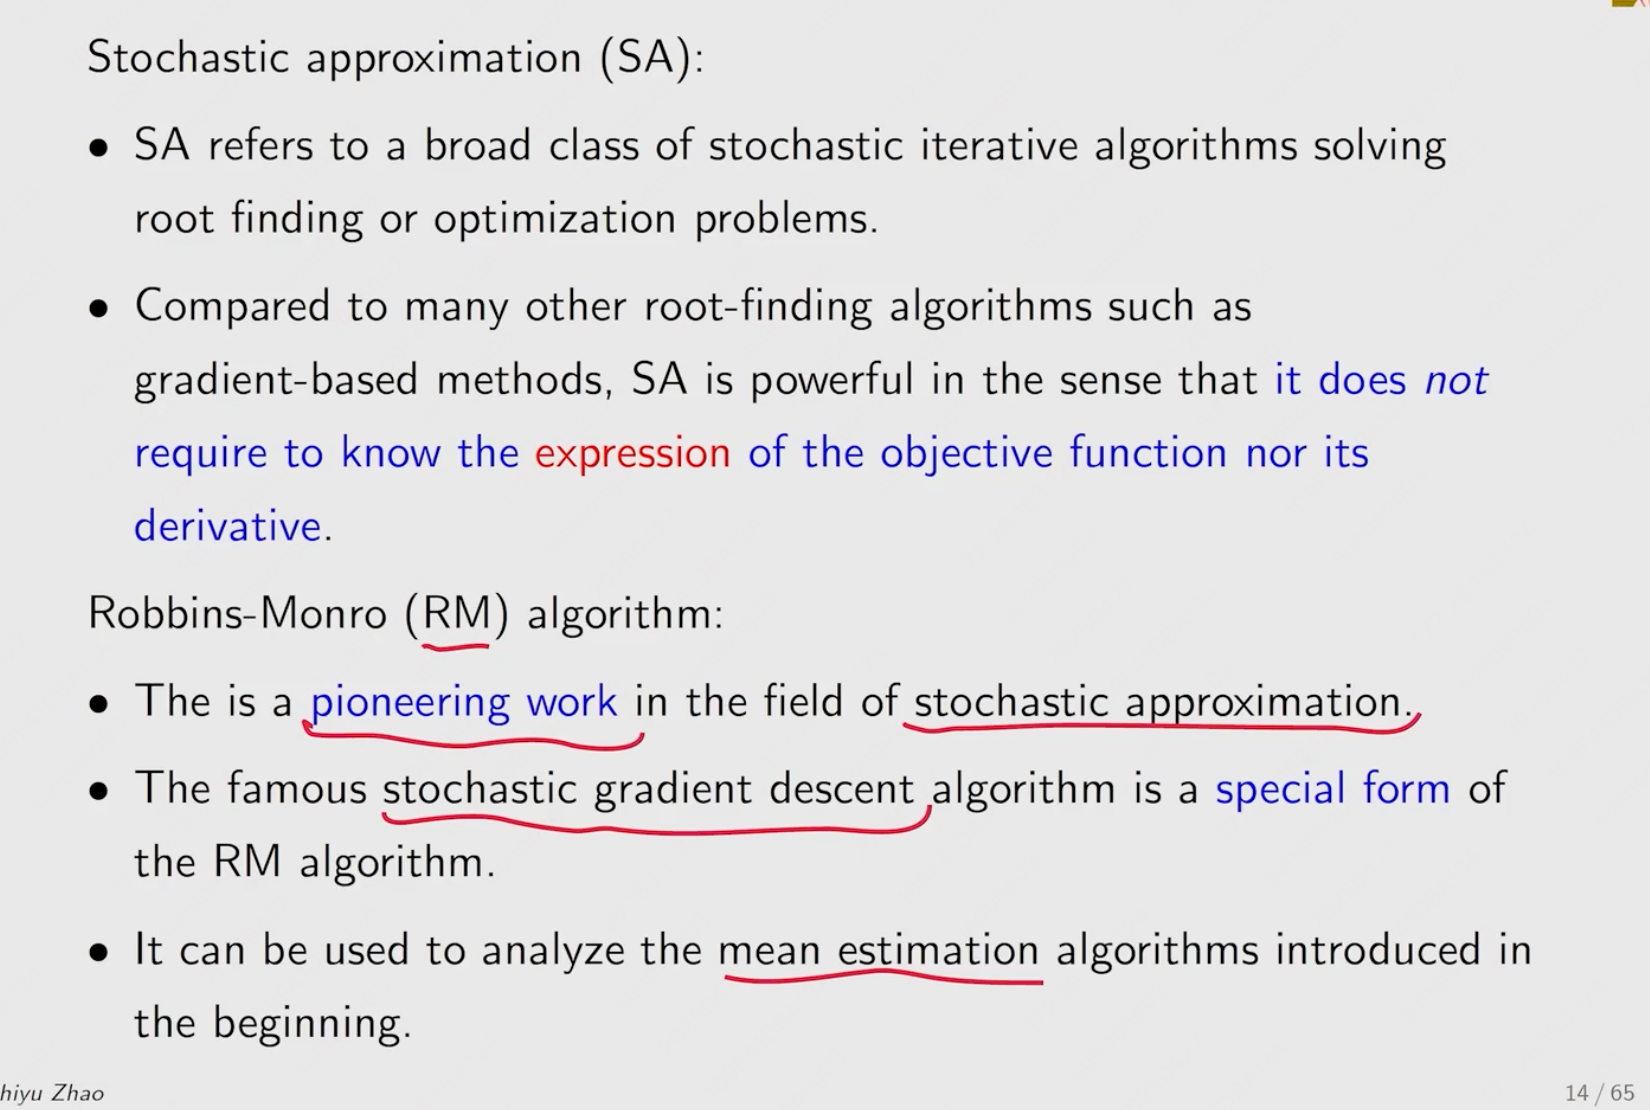 Stochastic approximation (SA):
• SA refers to a broad class of stochastic iterative algorithms solving
root finding or optimization problems.
• Compared to many other root-finding algorithms such as
gradient-based methods, SA is powerful in the sense that it does not
require to know the expression of the objective function nor its
derivative.
Robbins-Monro (RM) algorithm:
• The is a pioneering work in the field of stochastic approximation.
• The famous stochastic gradient descent algorithm is a special form of
the RM algorithm.
• It can be used to analyze the mean estimation algorithms introduced in
the beginning.
hiyu Zhao
14 / 65